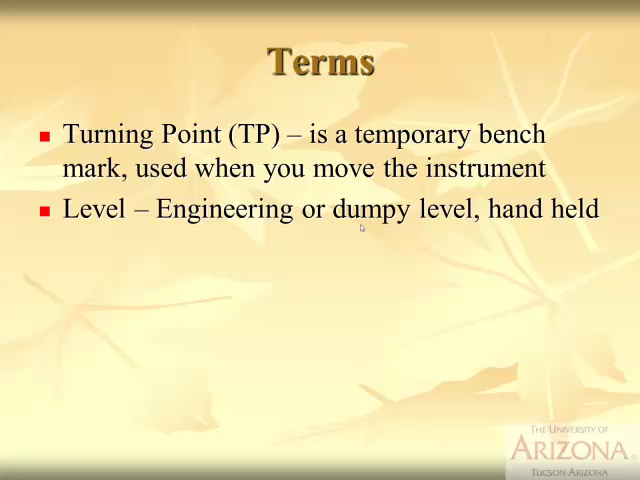 Terms
Turning Point (TP) – is a temporary bench
mark, used when you move the instrument
Level – Engineering or dumpy level, hand held
THE UNIVERSITY OF
ARIZONA®
TUCSON ARIZONA